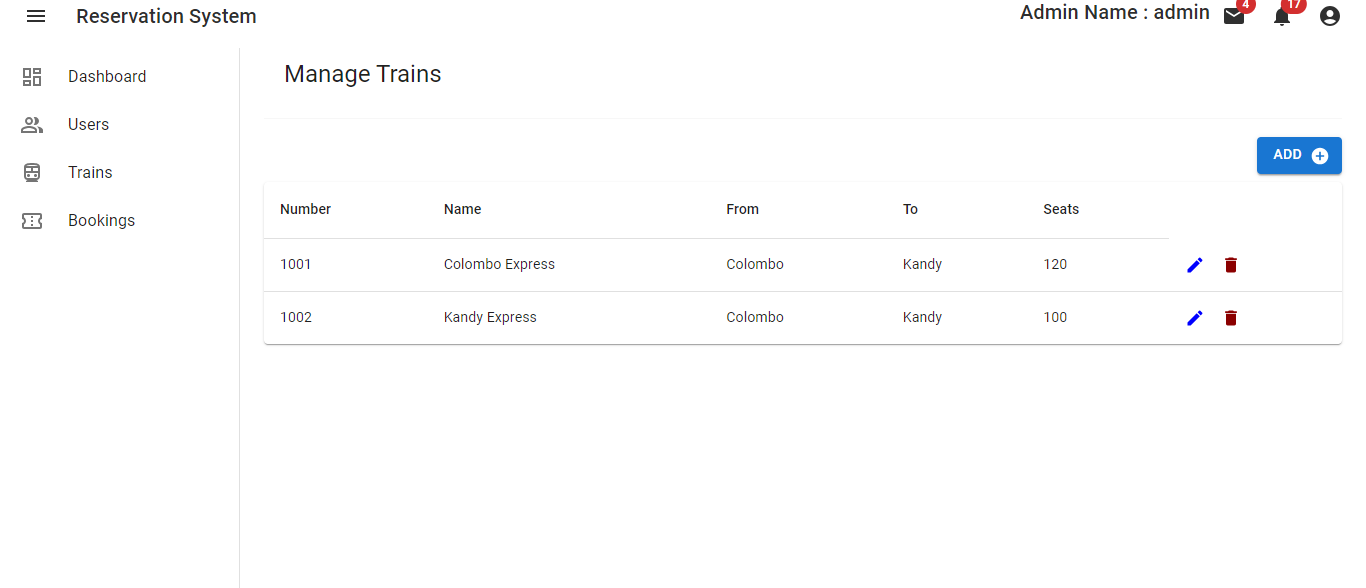 Reservation System
Admin Name : admin
4
17
Dashboard
Users
Trains
Bookings
Manage Trains
ADD
Number Name From To Seats
1001 Colombo Express Colombo Kandy 120
1002 Kandy Express Colombo Kandy 100